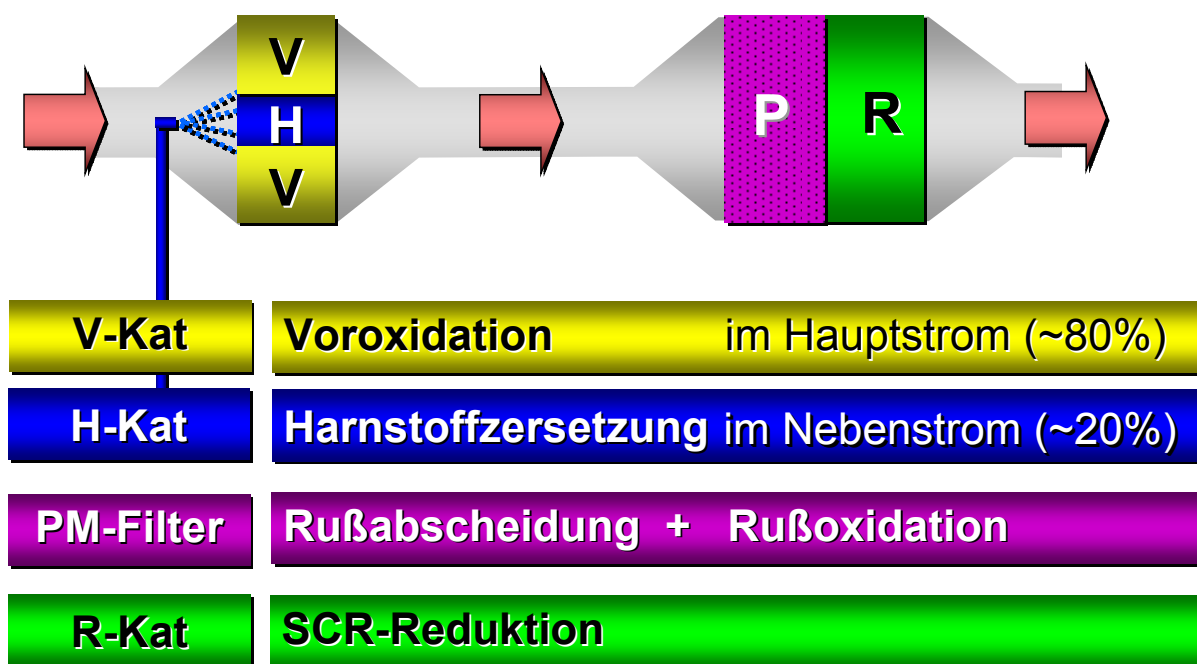 V
H
V
P
R
V-Kat Voroxidation im Hauptstrom (~80%)
H-Kat Harnstoffzersetzung im Nebenstrom (~20%)
PM-Filter Rußabscheidung + Rußoxidation
R-Kat SCR-Reduktion